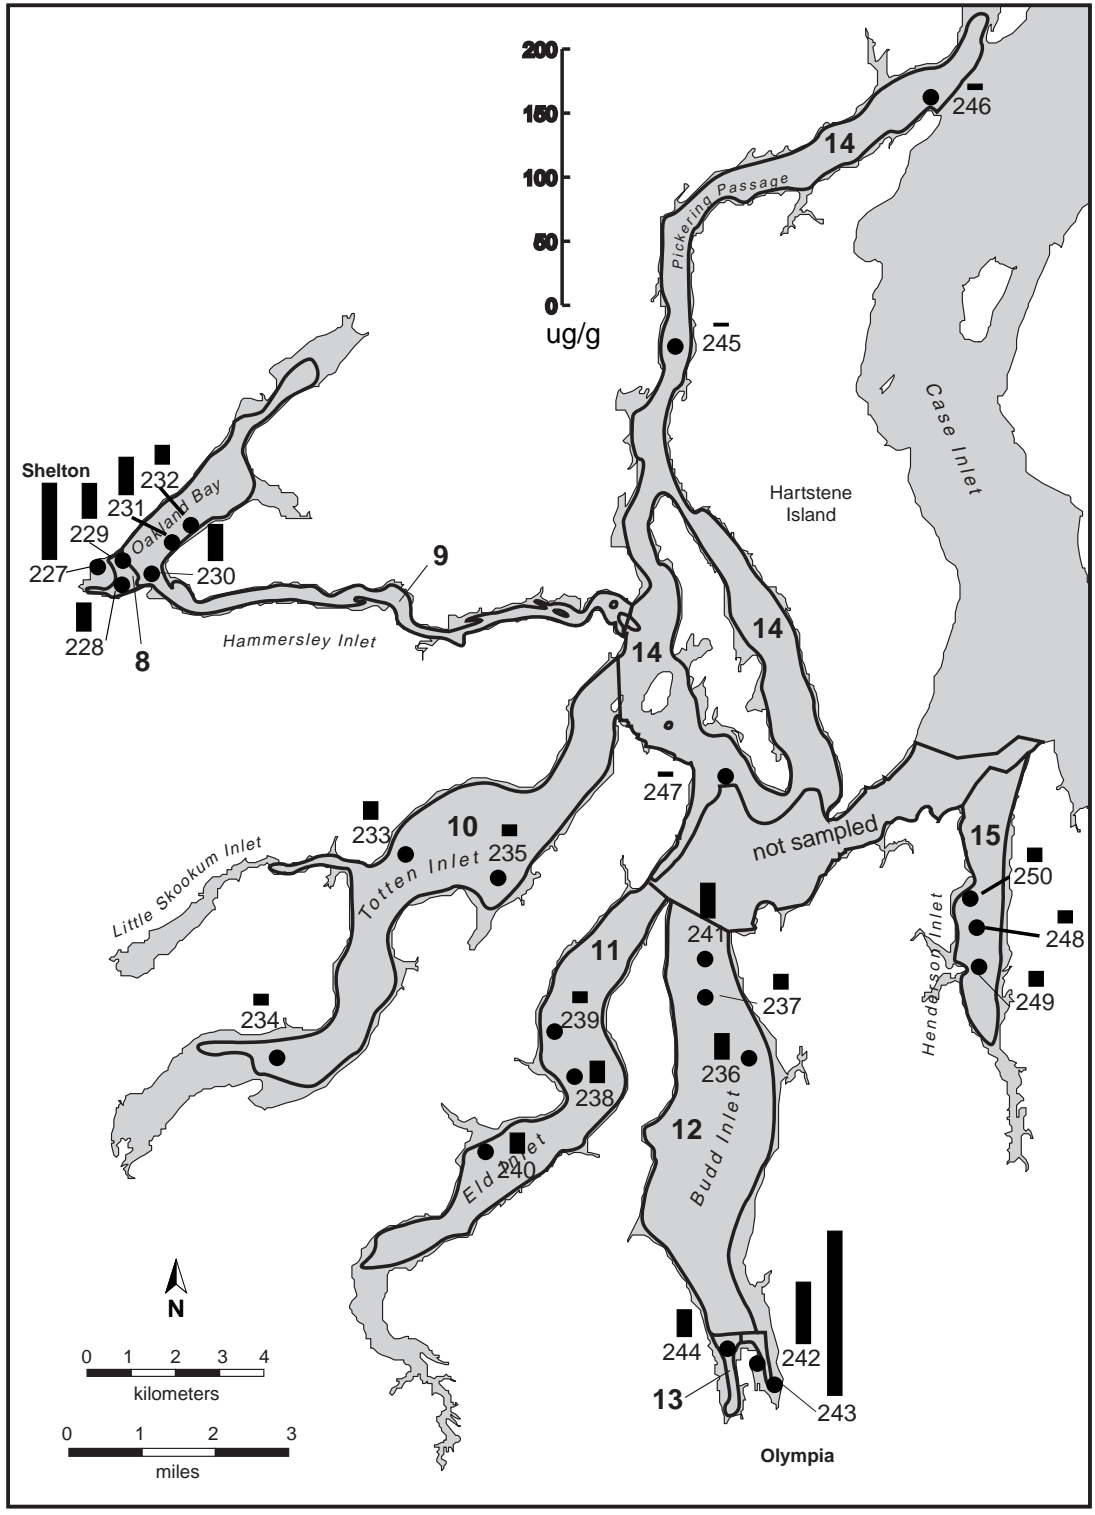 200
150
100
50
0
ug/g
246
14
Pickering Passage
245
Case Inlet
Hartstene
Island
Shelton
232
231
229
227
Oakland Bay
230
228
8
9
Hammersley Inlet
14
14
247
not sampled
15
233
10
235
Totten Inlet
Little Skookum Inlet
250
248
249
Henderson Inlet
241
11
237
239
234
236
238
12
Budd Inlet
240
Eld Inlet
N
0 1 2 3 4
kilometers
0 1 2 3
miles
244
242
13
243
Olympia